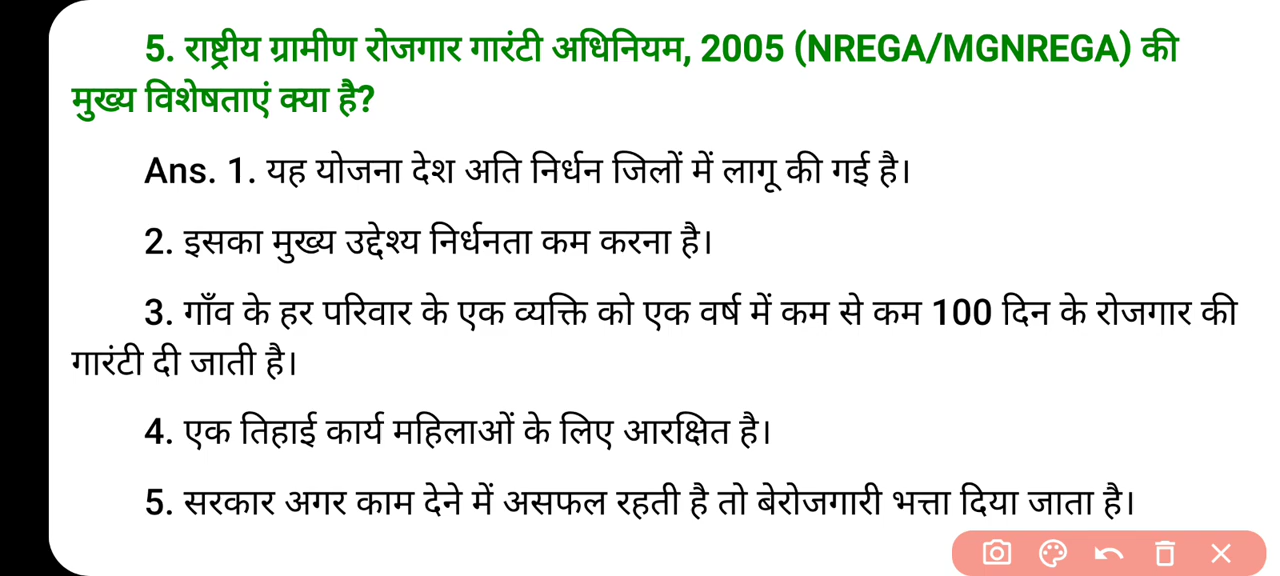 5. राष्ट्रीय ग्रामीण रोजगार गारंटी अधिनियम, 2005 (NREGA/MGNREGA) की
मुख्य विशेषताएं क्या है?
Ans. 1. यह योजना देश अति निर्धन जिलों में लागू की गई है।
2. इसका मुख्य उद्देश्य निर्धनता कम करना है।
3. गाँव के हर परिवार के एक व्यक्ति को एक वर्ष में कम से कम 100 दिन के रोजगार की
गारंटी दी जाती है।
4. एक तिहाई कार्य महिलाओं के लिए आरक्षित है।
5. सरकार अगर काम देने में असफल रहती है तो बेरोजगारी भत्ता दिया जाता है।